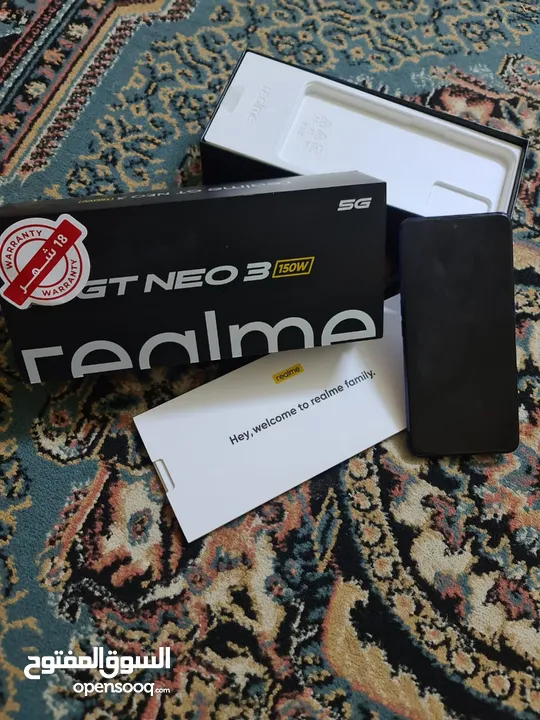 5G
GT NEO 3 150W
realme
WARRANTY
18 شهر
WARRANTY
realme
Hey, welcome to realme family.
السوق المفتوح
opensooq.com